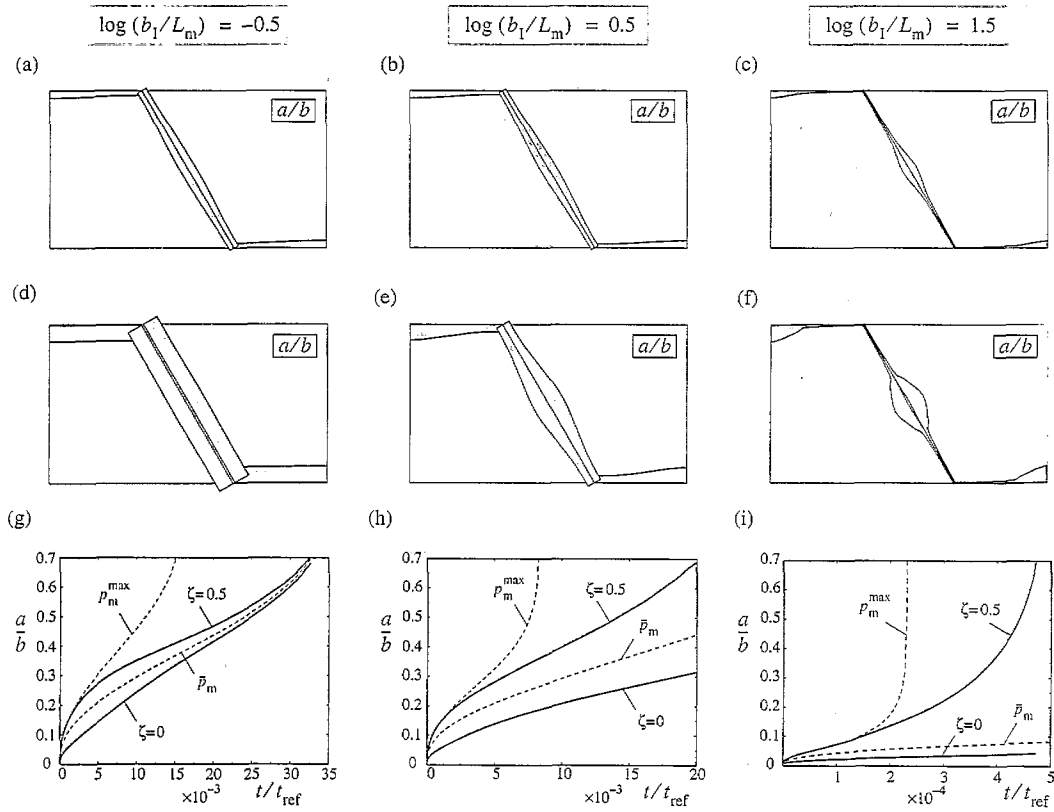 log (b_I/L_m) = −0.5
log (b_I/L_m) = 0.5
log (b_I/L_m) = 1.5
(a)
(b)
(c)
a/b
a/b
a/b
(d)
(e)
(f)
a/b
a/b
a/b
(g)
(h)
(i)
0.7
0.6
0.5
0.4
0.3
0.2
0.1
0
a/b
p_m^max
ζ=0.5
p̄_m
ζ=0
0 5 10 15 20 25 30 35
×10⁻³ t/t_ref
0.7
0.6
0.5
0.4
0.3
0.2
0.1
0
a/b
p_m^max
ζ=0.5
p̄_m
ζ=0
0 5 10 15 20
×10⁻³ t/t_ref
0.7
0.6
0.5
0.4
0.3
0.2
0.1
0
a/b
p_m^max
ζ=0.5
ζ=0
p̄_m
1 2 3 4 5
×10⁻⁴ t/t_ref